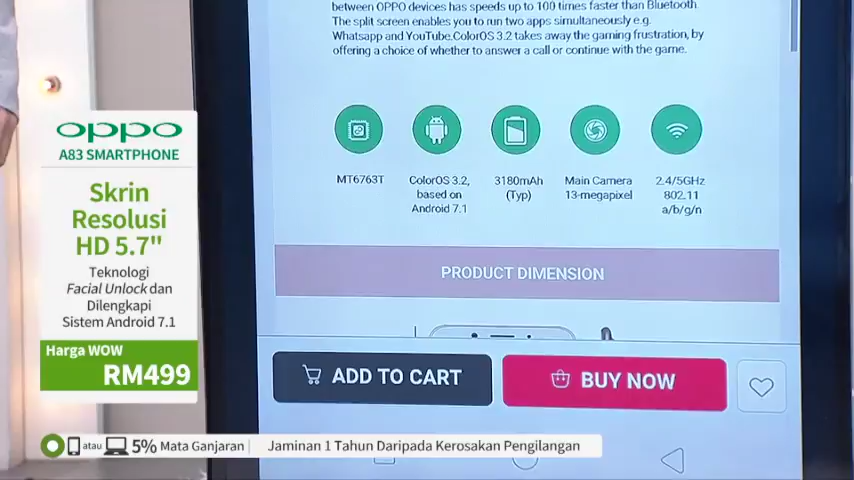 between OPPO devices has speeds up to 100 times faster than Bluetooth.
The split screen enables you to run two apps simultaneously e.g.
Whatsapp and YouTube.ColorOS 3.2 takes away the gaming frustration, by
offering a choice of whether to answer a call or continue with the game.
oppo
A83 SMARTPHONE
Skrin
Resolusi
HD 5.7"
Teknologi
Facial Unlock dan
Dilengkapi
Sistem Android 7.1
Harga WOW
RM499
MT6763T
ColorOS 3.2,
based on
Android 7.1
3180mAh
(Typ)
Main Camera
13-megapixel
2.4/5GHz
802.11
a/b/g/n
PRODUCT DIMENSION
ADD TO CART
BUY NOW
atau
5% Mata Ganjaran
Jaminan 1 Tahun Daripada Kerosakan Pengilangan